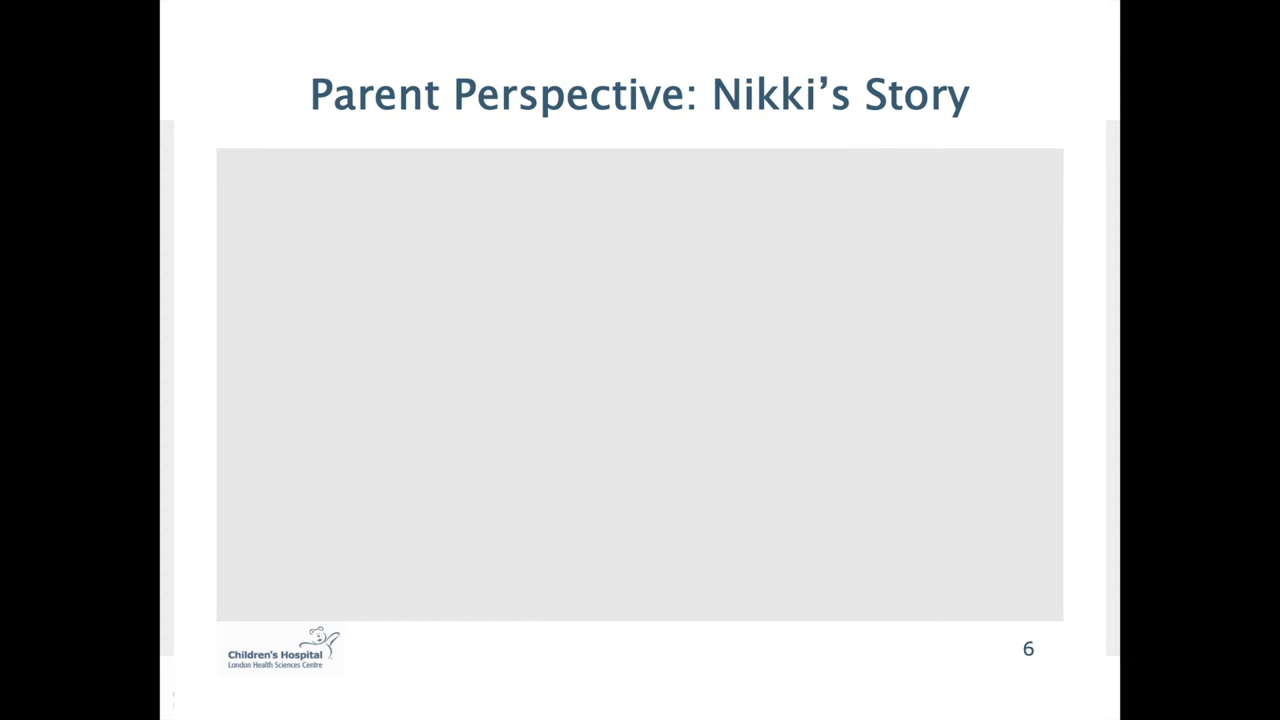 Parent Perspective: Nikki’s Story
Children's Hospital
London Health Sciences Centre
6